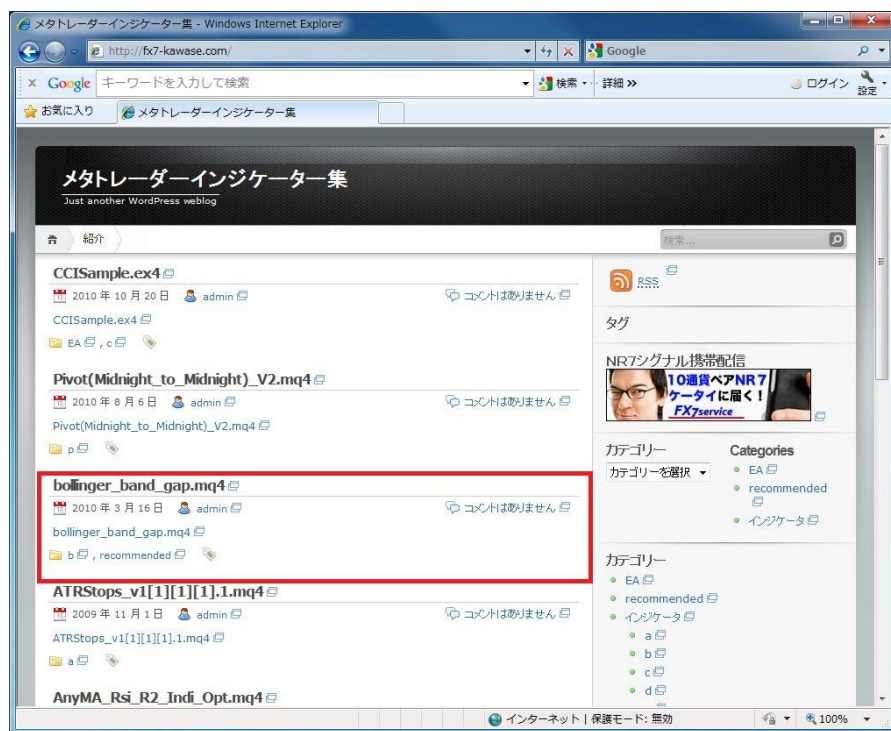 メタトレーダーインジケーター集 - Windows Internet Explorer
http://fx7-kawase.com/
Google
x Google キーワードを入力して検索 検索 詳細 » ログイン 設定
お気に入り メタトレーダーインジケーター集
メタトレーダーインジケーター集
Just another WordPress weblog
紹介 検索...
CCISample.ex4
2010 年 10 月 20 日 admin コメントはありません
CCISample.ex4
EA , c
Pivot(Midnight_to_Midnight)_V2.mq4
2010 年 8 月 6 日 admin コメントはありません
Pivot(Midnight_to_Midnight)_V2.mq4
p
bollinger_band_gap.mq4
2010 年 3 月 16 日 admin コメントはありません
bollinger_band_gap.mq4
b , recommended
ATRStops_v1[1][1][1].1.mq4
2009 年 11 月 1 日 admin コメントはありません
ATRStops_v1[1][1][1].1.mq4
a
AnyMA_Rsi_R2_Indi_Opt.mq4
RSS
タグ
NR7シグナル携帯配信
10通貨ペアNR7
ケータイに届く！
FX7service
カテゴリー
カテゴリーを選択
Categories
EA
recommended
インジケータ
カテゴリー
EA
recommended
インジケータ
a
b
c
d
インターネット | 保護モード: 無効 100%